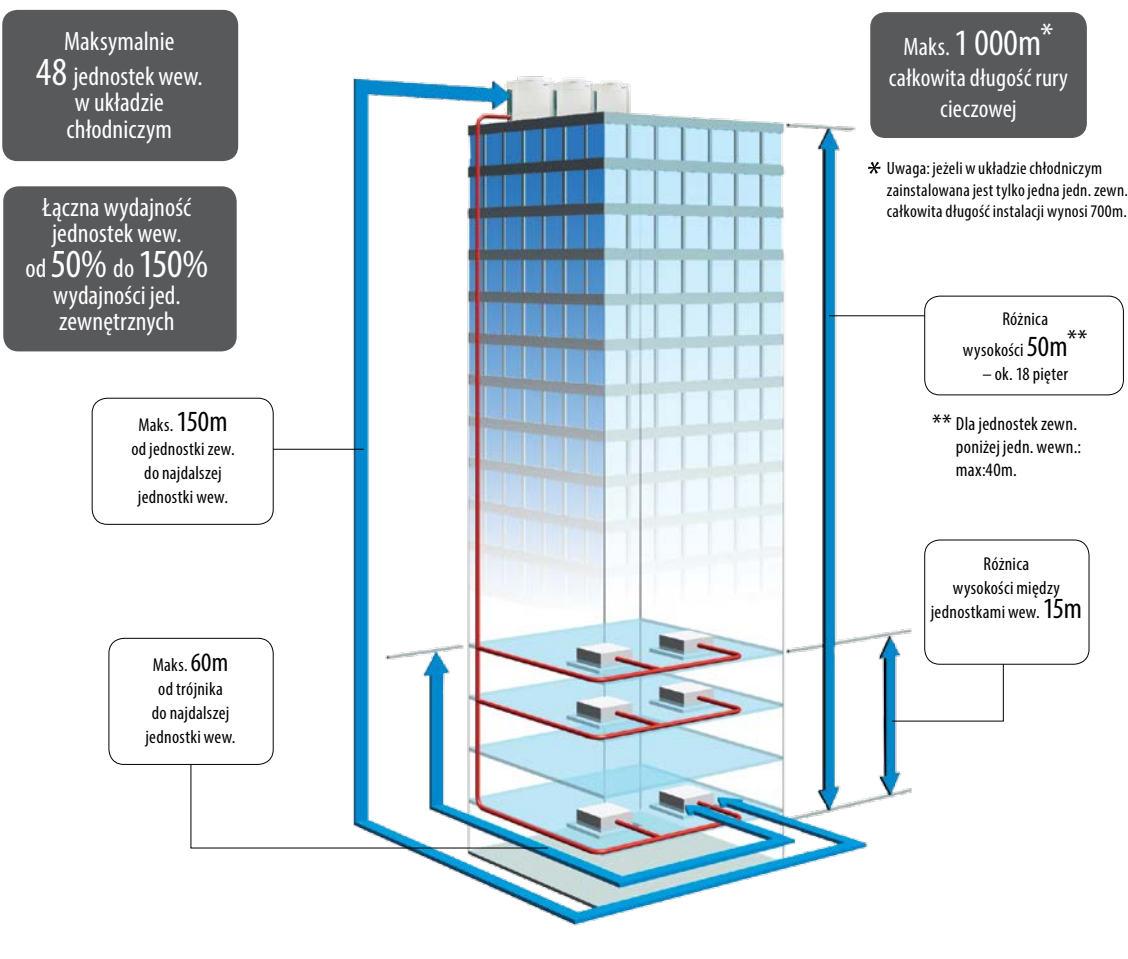 Maksymalnie
48 jednostek wew.
w układzie
chłodniczym
Łączna wydajność
jednostek wew.
od 50% do 150%
wydajności jed.
zewnętrznych
Maks. 150m
od jednostki zew.
do najdalszej
jednostki wew.
Maks. 60m
od trójnika
do najdalszej
jednostki wew.
Maks. 1 000m*
całkowita długość rury
cieczowej
* Uwaga: jeżeli w układzie chłodniczym
zainstalowana jest tylko jedna jedn. zewn.
całkowita długość instalacji wynosi 700m.
Różnica
wysokości 50m**
– ok. 18 pięter
** Dla jednostek zewn.
poniżej jedn. wewn.:
max:40m.
Różnica
wysokości między
jednostkami wew. 15m